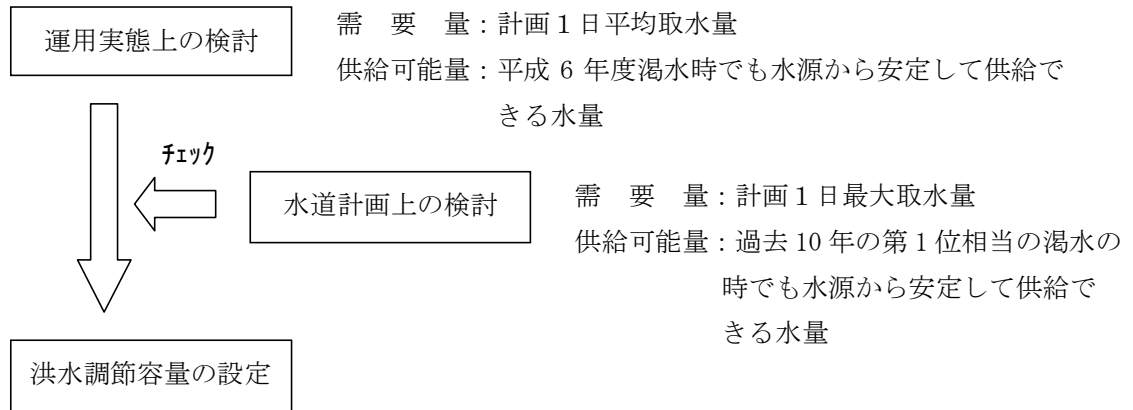 運用実態上の検討
需 要 量：計画１日平均取水量
供給可能量：平成 6 年度渇水時でも水源から安定して供給で
きる水量
チェック
水道計画上の検討
需 要 量：計画１日最大取水量
供給可能量：過去 10 年の第 1 位相当の渇水の
時でも水源から安定して供給で
きる水量
洪水調節容量の設定